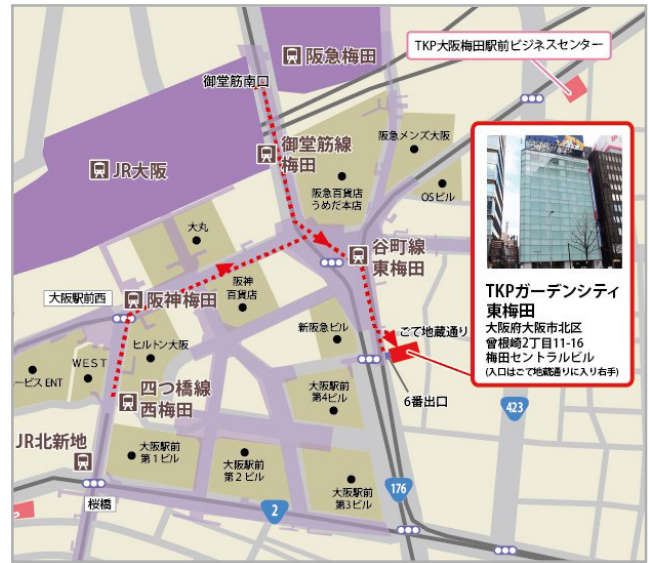 阪急梅田
TKP大阪梅田駅前ビジネスセンター
御堂筋南口
御堂筋線
梅田
阪急メンズ大阪
JR大阪
阪急百貨店
うめだ本店
OSビル
大丸
谷町線
東梅田
阪神
百貨店
大阪駅前西
阪神梅田
TKPガーデンシティ
東梅田
大阪府大阪市北区
曾根崎2丁目11-16
梅田セントラルビル
(入口はごて地蔵通りに入り右手)
新阪急ビル
ごて地蔵通り
ヒルトン大阪
WEST
ービス ENT
四つ橋線
西梅田
大阪駅前
第4ビル
6番出口
423
JR北新地
大阪駅前
第1ビル
大阪駅前
第2ビル
大阪駅前
第3ビル
176
桜橋
2